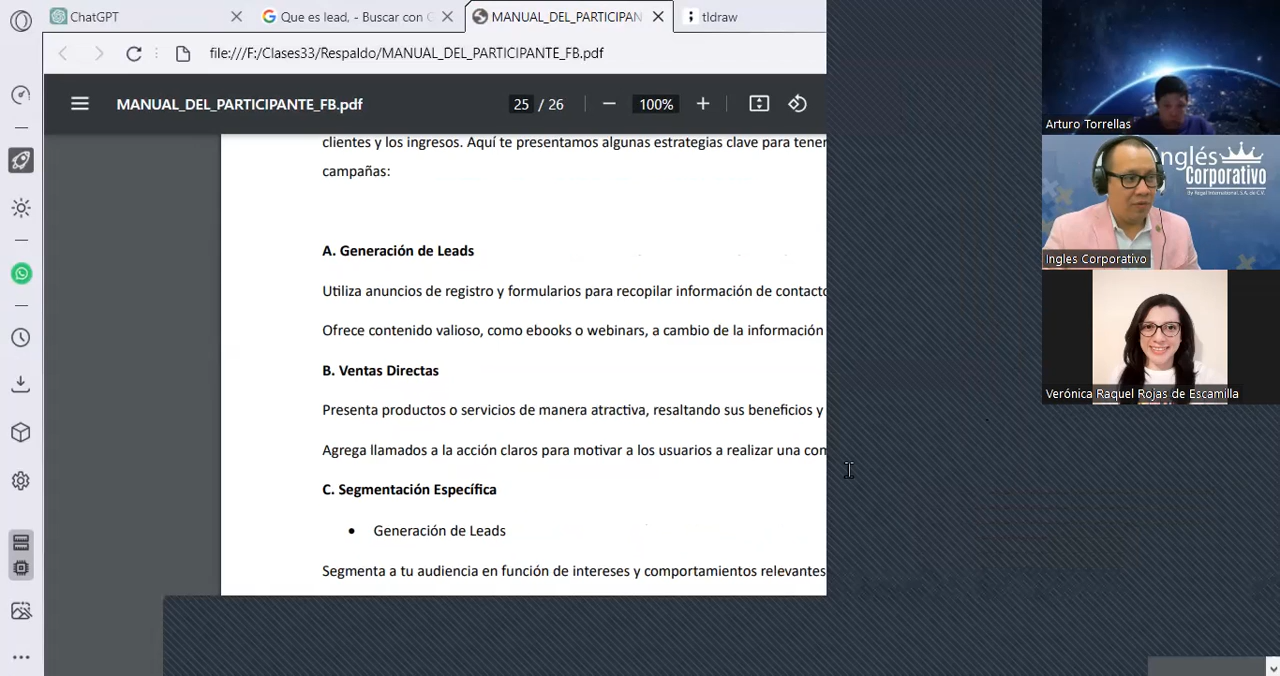 ChatGPT
Que es lead, - Buscar con
MANUAL_DEL_PARTICIPAN
tldraw
file:///F:/Clases33/Respaldo/MANUAL_DEL_PARTICIPANTE_FB.pdf
MANUAL_DEL_PARTICIPANTE_FB.pdf
25 / 26
100%
clientes y los ingresos. Aquí te presentamos algunas estrategias clave para tener
campañas:
A. Generación de Leads
Utiliza anuncios de registro y formularios para recopilar información de contacto
Ofrece contenido valioso, como ebooks o webinars, a cambio de la información
B. Ventas Directas
Presenta productos o servicios de manera atractiva, resaltando sus beneficios y
Agrega llamados a la acción claros para motivar a los usuarios a realizar una com
C. Segmentación Específica
• Generación de Leads
Segmenta a tu audiencia en función de intereses y comportamientos relevantes
Arturo Torrellas
Inglés
Corporativo
By Regal International, S.A. de C.V.
Ingles Corporativo
Verónica Raquel Rojas de Escamilla